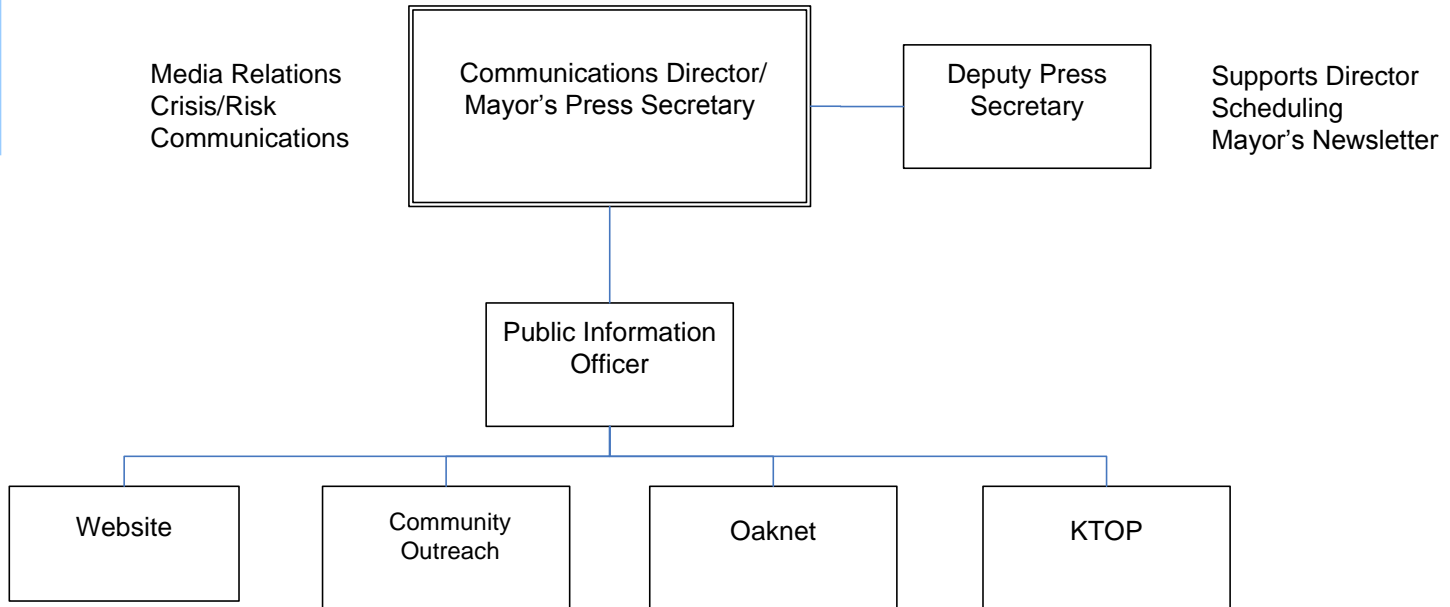 Media Relations
Crisis/Risk
Communications
Communications Director/
Mayor’s Press Secretary
Deputy Press
Secretary
Supports Director
Scheduling
Mayor’s Newsletter
Public Information
Officer
Website
Community
Outreach
Oaknet
KTOP